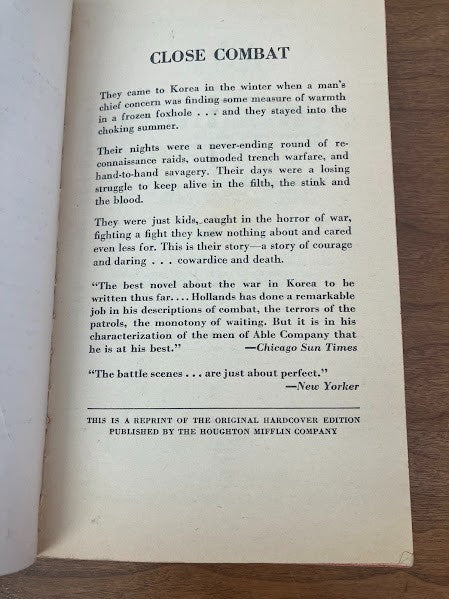 CLOSE COMBAT
They came to Korea in the winter when a man's
chief concern was finding some measure of warmth
in a frozen foxhole . . . and they stayed into the
choking summer.
Their nights were a never-ending round of re-
connaissance raids, outmoded trench warfare, and
hand-to-hand savagery. Their days were a losing
struggle to keep alive in the filth, the stink and
the blood.
They were just kids, caught in the horror of war,
fighting a fight they knew nothing about and cared
even less for. This is their story—a story of courage
and daring . . . cowardice and death.
“The best novel about the war in Korea to be
written thus far.... Hollands has done a remarkable
job in his descriptions of combat, the terrors of the
patrols, the monotony of waiting. But it is in his
characterization of the men of Able Company that
he is at his best.” —Chicago Sun Times
“The battle scenes . . . are just about perfect.”
—New Yorker
THIS IS A REPRINT OF THE ORIGINAL HARDCOVER EDITION
PUBLISHED BY THE HOUGHTON MIFFLIN COMPANY